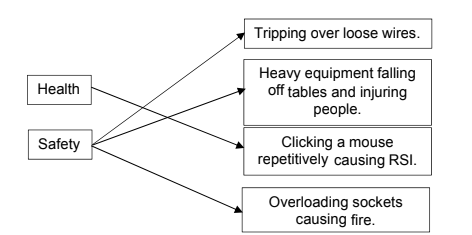 Health
Safety
Tripping over loose wires.
Heavy equipment falling
off tables and injuring
people.
Clicking a mouse
repetitively causing RSI.
Overloading sockets
causing fire.